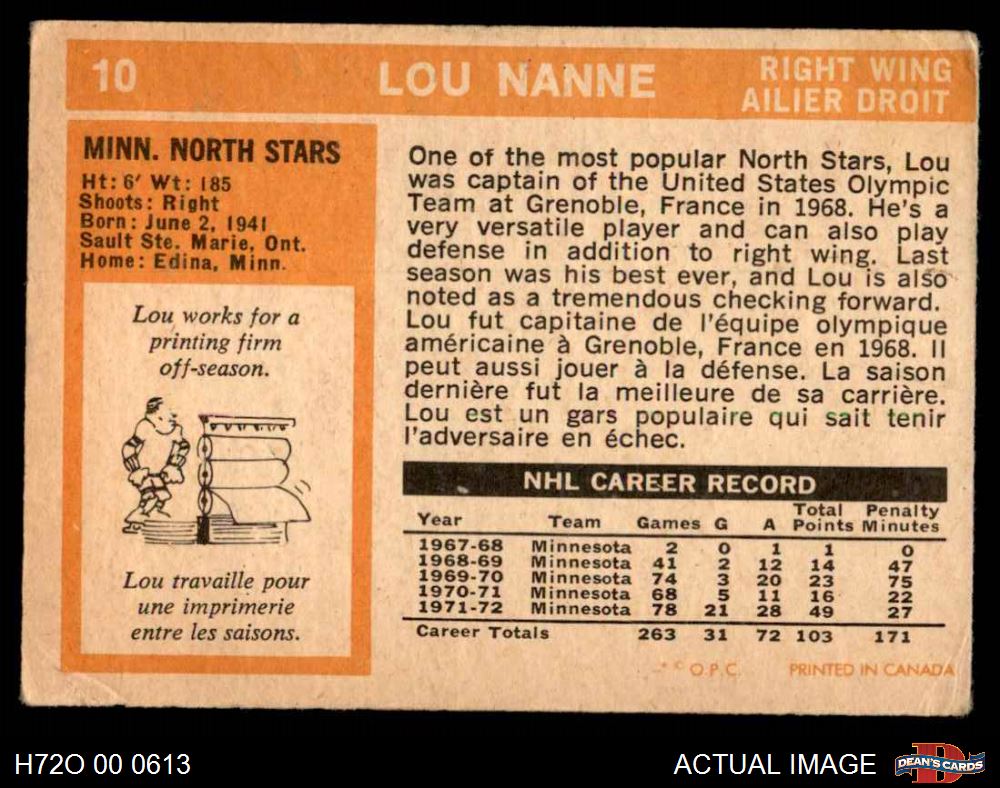 10
LOU NANNE
RIGHT WING
AILIER DROIT
MINN. NORTH STARS
Ht: 6' Wt: 185
Shoots: Right
Born: June 2, 1941
Sault Ste. Marie, Ont.
Home: Edina, Minn.
Lou works for a
printing firm
off-season.
Lou travaille pour
une imprimerie
entre les saisons.
One of the most popular North Stars, Lou
was captain of the United States Olympic
Team at Grenoble, France in 1968. He's a
very versatile player and can also play
defense in addition to right wing. Last
season was his best ever, and Lou is also
noted as a tremendous checking forward.
Lou fut capitaine de l'équipe olympique
américaine à Grenoble, France en 1968. Il
peut aussi jouer à la défense. La saison
dernière fut la meilleure de sa carrière.
Lou est un gars populaire qui sait tenir
l'adversaire en échec.
NHL CAREER RECORD
Year Team Games G A Total Points Penalty Minutes
1967-68 Minnesota 2 0 1 1 0
1968-69 Minnesota 41 2 12 14 47
1969-70 Minnesota 74 3 20 23 75
1970-71 Minnesota 68 5 11 16 22
1971-72 Minnesota 78 21 28 49 27
Career Totals 263 31 72 103 171
* © O.P.C. PRINTED IN CANADA
H72O 00 0613
ACTUAL IMAGE
D
DEAN'S CARDS